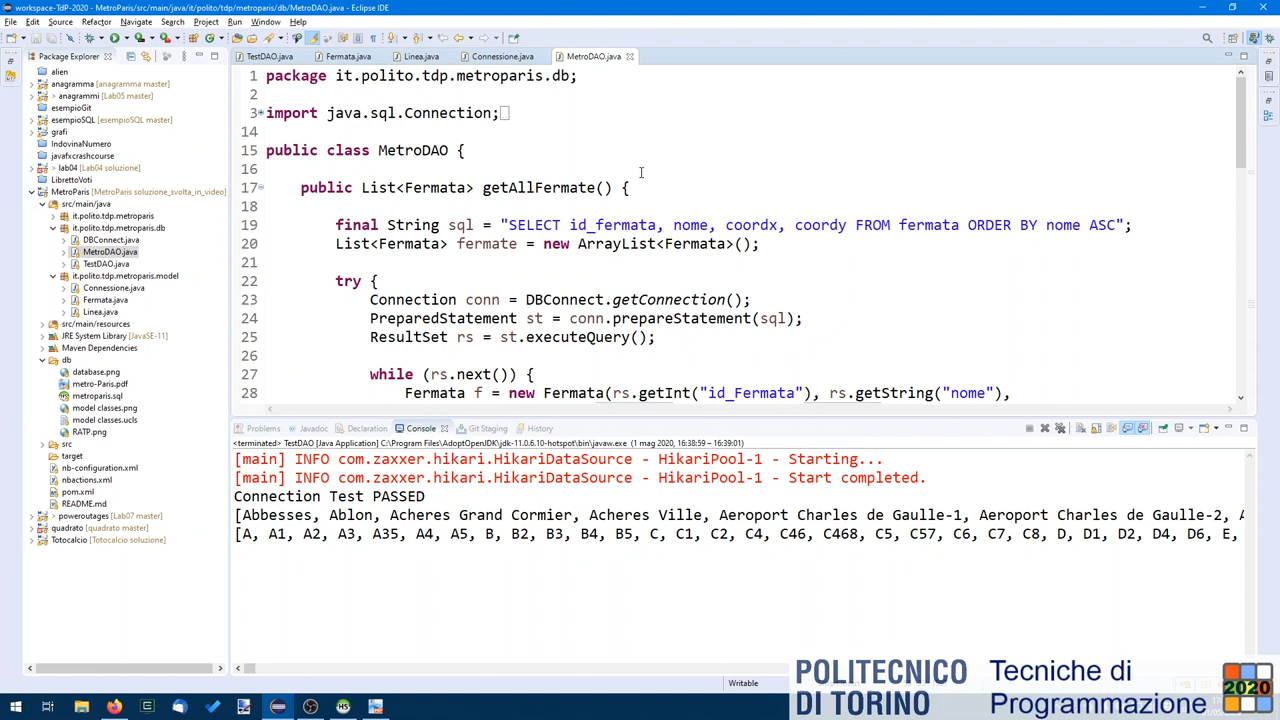 workspace-TdP-2020 - MetroParis/src/main/java/it/polito/tdp/metroparis/db/MetroDAO.java - Eclipse IDE
File Edit Source Refactor Navigate Search Project Run Window Help
Package Explorer
TestDAO.java Fermata.java Linea.java Connessione.java MetroDAO.java
alien
anagramma [anagramma master]
> anagrammi [Lab05 master]
esempioGit
esempioSQL [esempioSQL master]
grafi
IndovinaNumero
javafxcrashcourse
> lab04 [Lab04 soluzione]
LibrettoVoti
MetroParis [MetroParis soluzione_svolta_in_video]
src/main/java
it.polito.tdp.metroparis
it.polito.tdp.metroparis.db
DBConnect.java
MetroDAO.java
TestDAO.java
it.polito.tdp.metroparis.model
Connessione.java
Fermata.java
Linea.java
src/main/resources
JRE System Library [JavaSE-11]
Maven Dependencies
db
database.png
metro-Paris.pdf
metroparis.sql
model classes.png
model classes.ucls
RATP.png
src
target
nb-configuration.xml
nbactions.xml
pom.xml
README.md
> poweroutages [Lab07 master]
quadrato [quadrato master]
Totocalcio [Totocalcio soluzione]
1 package it.polito.tdp.metroparis.db;
2
3 import java.sql.Connection;
14
15 public class MetroDAO {
16
17 public List<Fermata> getAllFermate() {
18
19 final String sql = "SELECT id_fermata, nome, coordx, coordy FROM fermata ORDER BY nome ASC";
20 List<Fermata> fermate = new ArrayList<Fermata>();
21
22 try {
23 Connection conn = DBConnect.getConnection();
24 PreparedStatement st = conn.prepareStatement(sql);
25 ResultSet rs = st.executeQuery();
26
27 while (rs.next()) {
28 Fermata f = new Fermata(rs.getInt("id_Fermata"), rs.getString("nome"),
Problems Javadoc Declaration Console Git Staging History
<terminated> TestDAO [Java Application] C:\Program Files\AdoptOpenJDK\jdk-11.0.6.10-hotspot\bin\javaw.exe (1 mag 2020, 16:38:59 – 16:39:01)
[main] INFO com.zaxxer.hikari.HikariDataSource - HikariPool-1 - Starting...
[main] INFO com.zaxxer.hikari.HikariDataSource - HikariPool-1 - Start completed.
Connection Test PASSED
[Abbesses, Ablon, Acheres Grand Cormier, Acheres Ville, Aeroport Charles de Gaulle-1, Aeroport Charles de Gaulle-2, A
[A, A1, A2, A3, A35, A4, A5, B, B2, B3, B4, B5, C, C1, C2, C4, C46, C468, C5, C57, C6, C7, C8, D, D1, D2, D4, D6, E,
Writable
POLITECNICO
DI TORINO
Tecniche di
Programmazione
2020